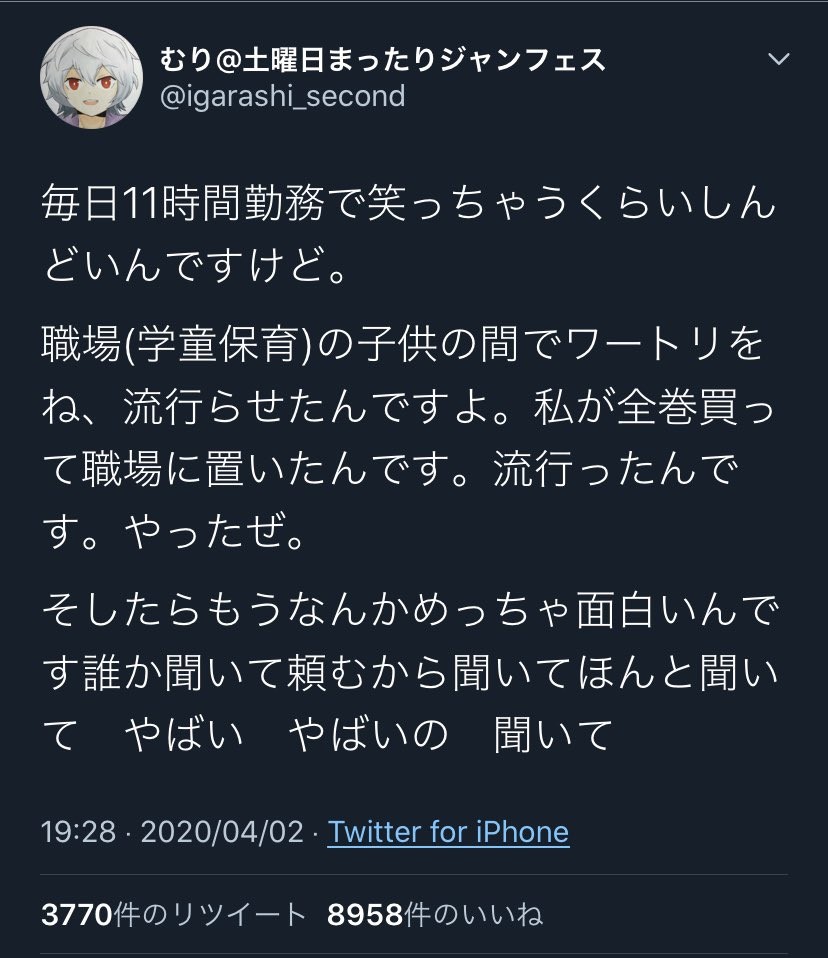 むり@土曜日まったりジャンフェス
@igarashi_second
毎日11時間勤務で笑っちゃうくらいしん
どいんですけど。
職場(学童保育)の子供の間でワートリを
ね、流行らせたんですよ。私が全巻買っ
て職場に置いたんです。流行ったんで
す。やったぜ。
そしたらもうなんかめっちゃ面白いんで
す誰か聞いて頼むから聞いてほんと聞い
て　やばい　やばいの　聞いて
19:28 · 2020/04/02 · Twitter for iPhone
3770件のリツイート 8958件のいいね